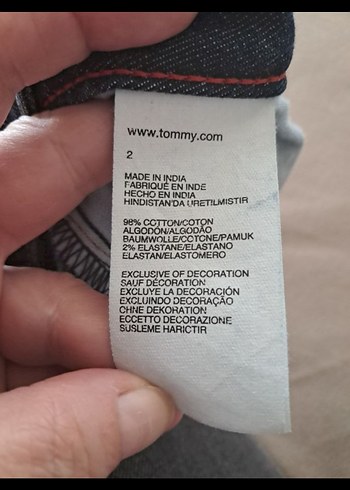 www.tommy.com
2
MADE IN INDIA
FABRIQUÉ EN INDE
HECHO EN INDIA
HINDISTAN'DA URETILMISTIR
98% COTTON/COTON
ALGODÓN/ALGODÃO
BAUMWOLLE/COTONE/PAMUK
2% ELASTANE/ELASTANO
ELASTAN/ELASTOMERO
EXCLUSIVE OF DECORATION
SAUF DÉCORATION
EXCLUYE LA DECORACIÓN
EXCLUINDO DECORAÇÃO
OHNE DEKORATION
ECCETTO DECORAZIONE
SUSLEME HARICTIR